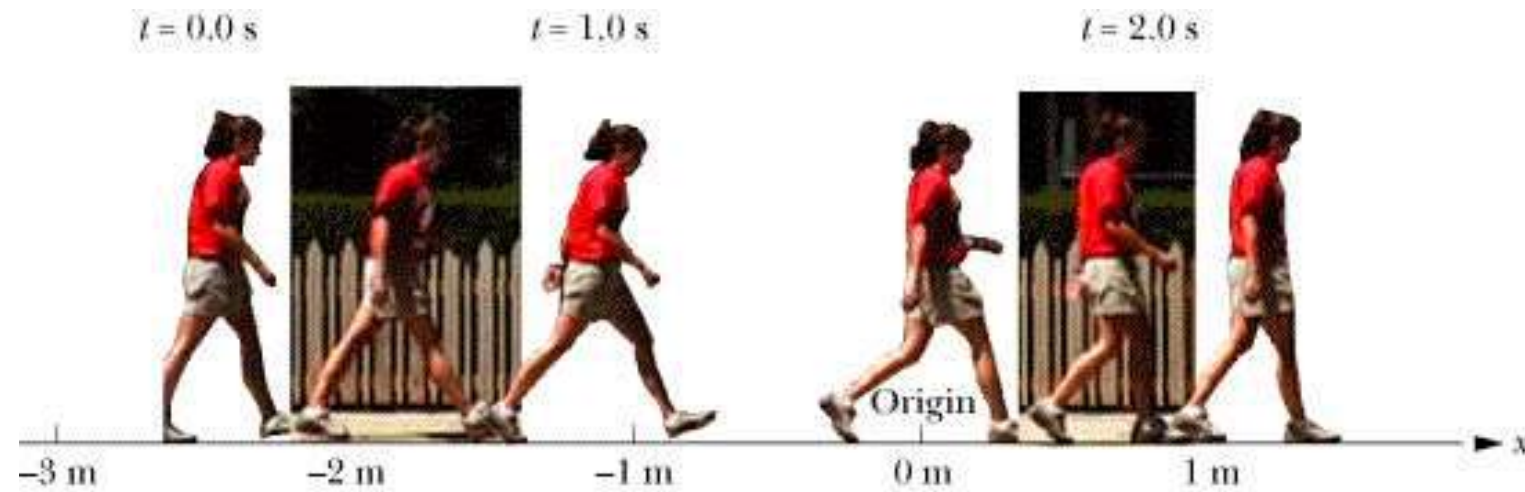 t = 0.0 s
t = 1.0 s
t = 2.0 s
Origin
–3 m
–2 m
–1 m
0 m
1 m
x